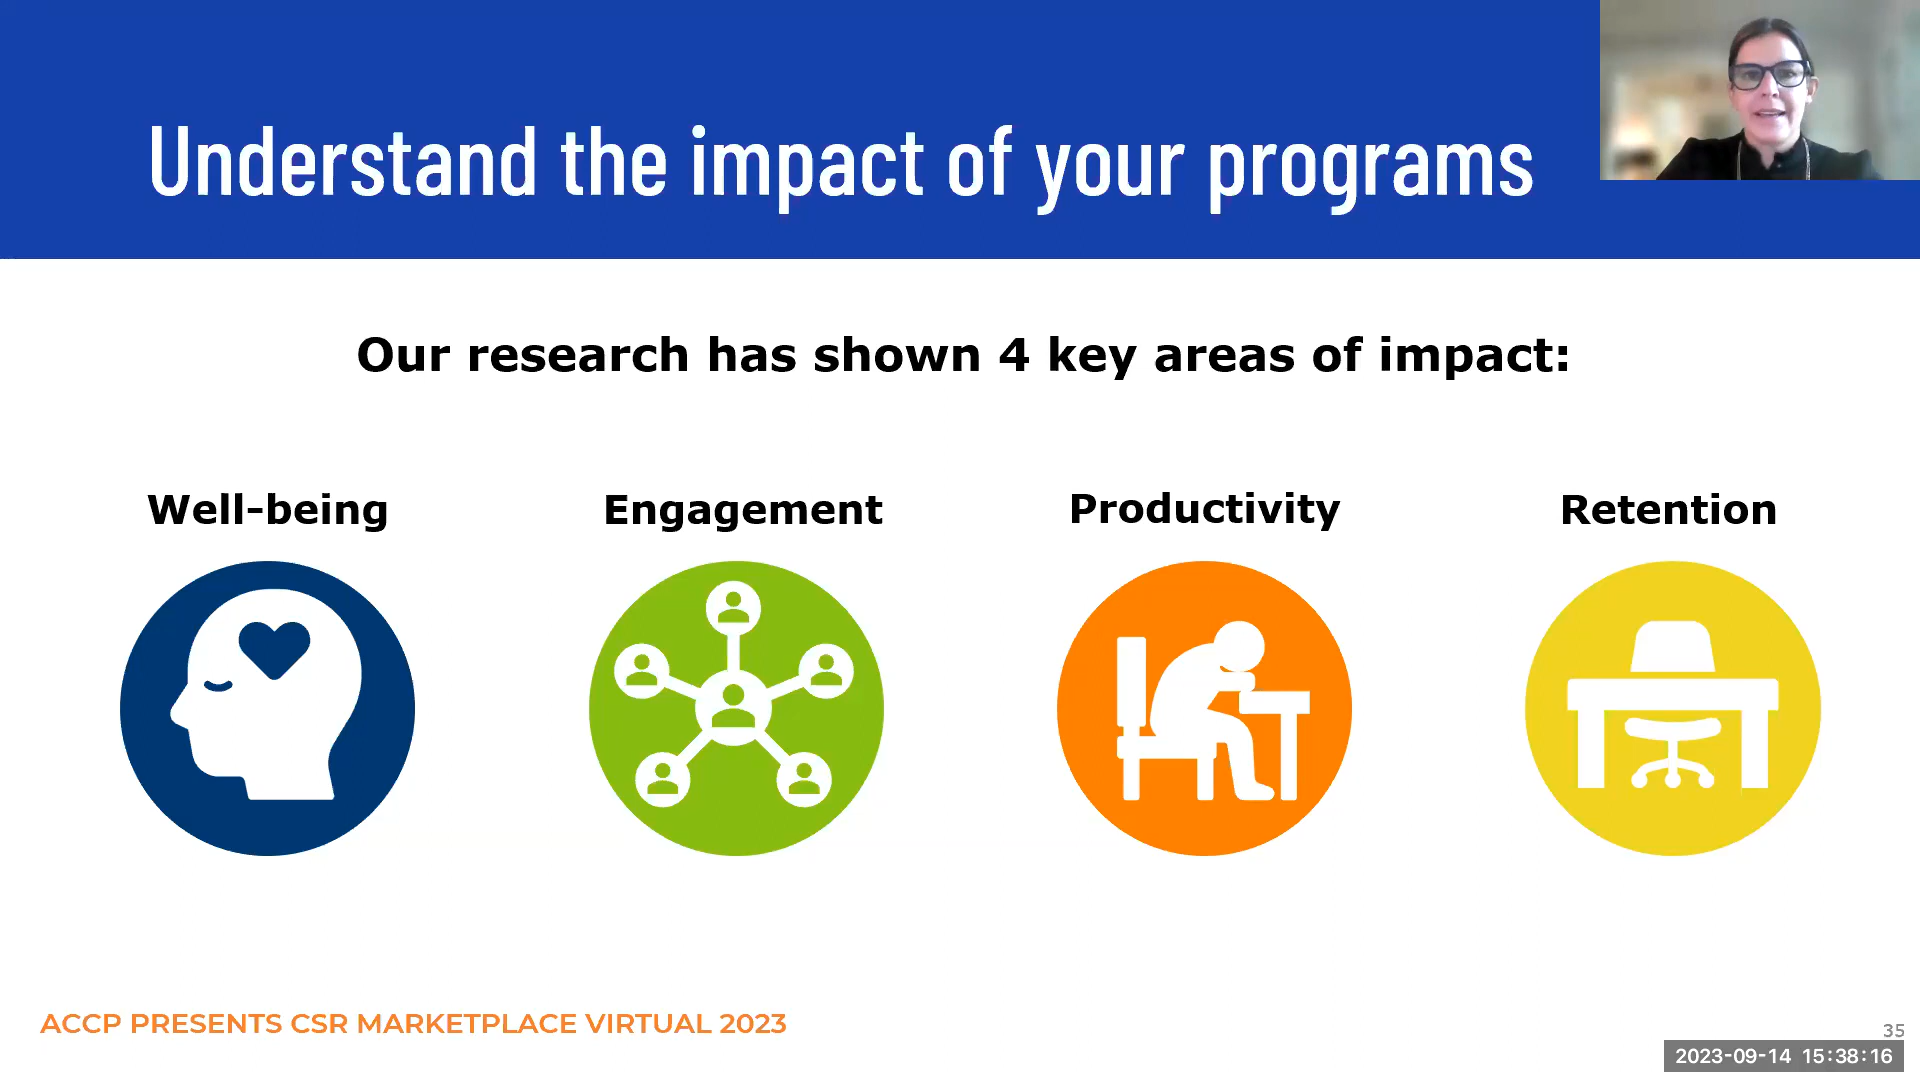 Understand the impact of your programs
Our research has shown 4 key areas of impact:
Well-being
Engagement
Productivity
Retention
ACCP PRESENTS CSR MARKETPLACE VIRTUAL 2023
35
2023-09-14 15:38:16